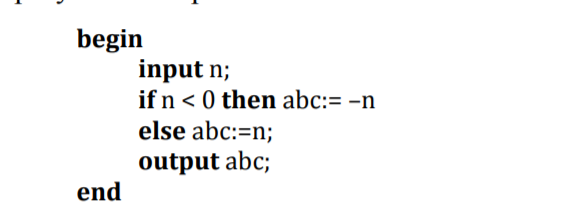 begin
input n;
if n < 0 then abc:= −n
else abc:=n;
output abc;
end